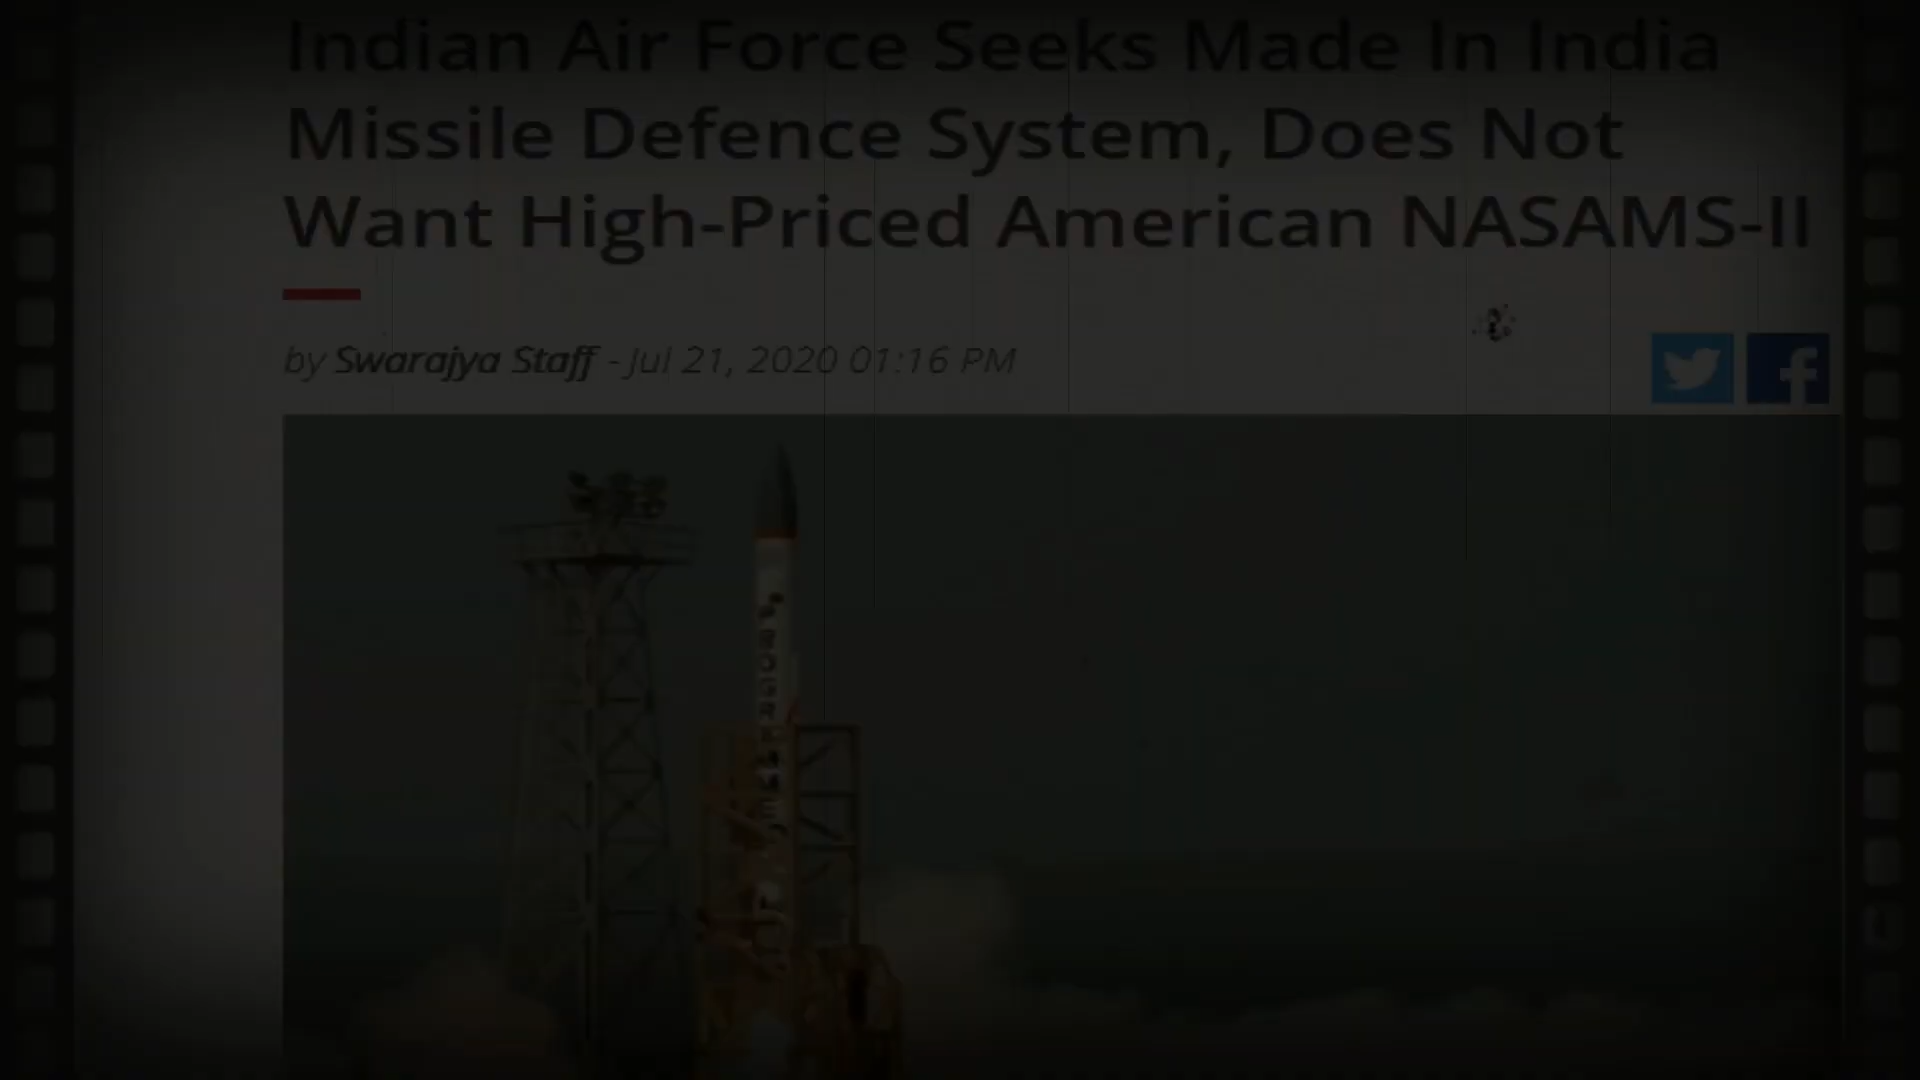 Indian Air Force Seeks Made In India
Missile Defence System, Does Not
Want High-Priced American NASAMS-II
by Swarajya Staff - Jul 21, 2020 01:16 PM